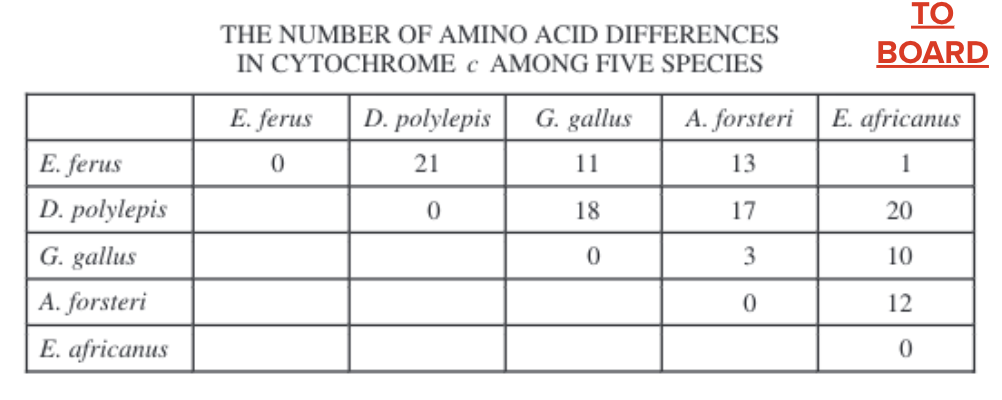 TO
BOARD
THE NUMBER OF AMINO ACID DIFFERENCES
IN CYTOCHROME c AMONG FIVE SPECIES
E. ferus D. polylepis G. gallus A. forsteri E. africanus
E. ferus 0 21 11 13 1
D. polylepis 0 18 17 20
G. gallus 0 3 10
A. forsteri 0 12
E. africanus 0